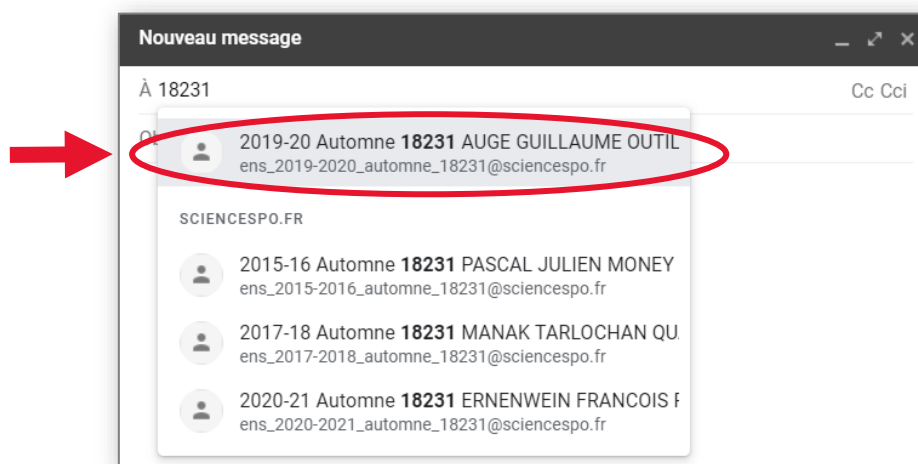 Nouveau message
À 18231 Cc Cci
2019-20 Automne 18231 AUGE GUILLAUME OUTIL
ens_2019-2020_automne_18231@sciencespo.fr
SCIENCESPO.FR
2015-16 Automne 18231 PASCAL JULIEN MONEY
ens_2015-2016_automne_18231@sciencespo.fr
2017-18 Automne 18231 MANAK TARLOCHAN QU
ens_2017-2018_automne_18231@sciencespo.fr
2020-21 Automne 18231 ERNENWEIN FRANCOIS
ens_2020-2021_automne_18231@sciencespo.fr